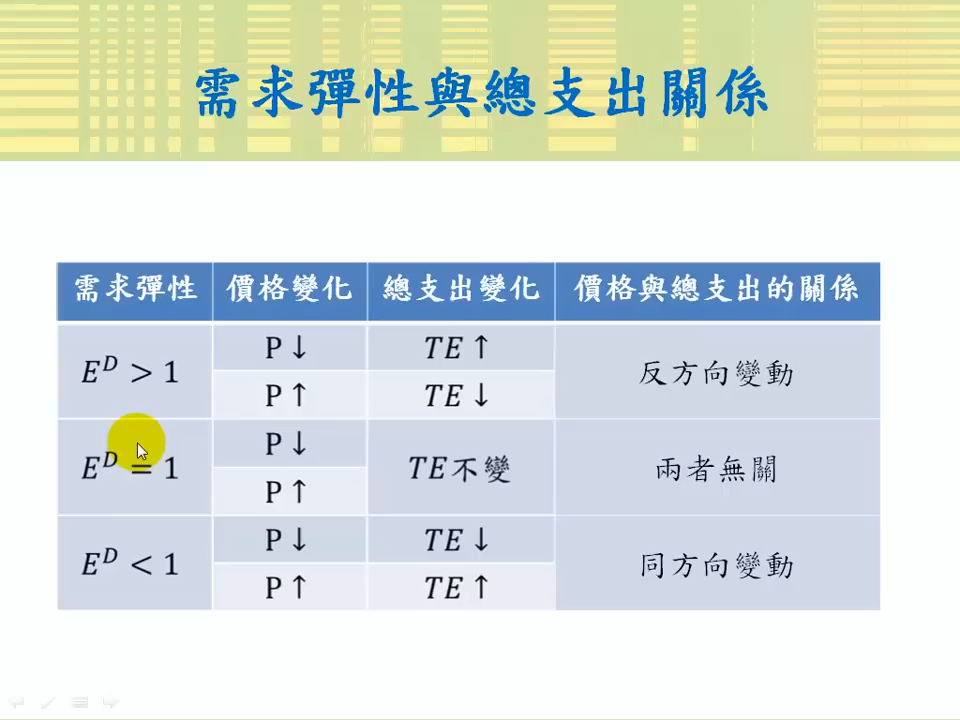 需求彈性與總支出關係
需求彈性 價格變化 總支出變化 價格與總支出的關係
E^D > 1 P↓ TE↑ 反方向變動
P↑ TE↓
E^D = 1 P↓ TE不變 兩者無關
P↑
E^D < 1 P↓ TE↓ 同方向變動
P↑ TE↑